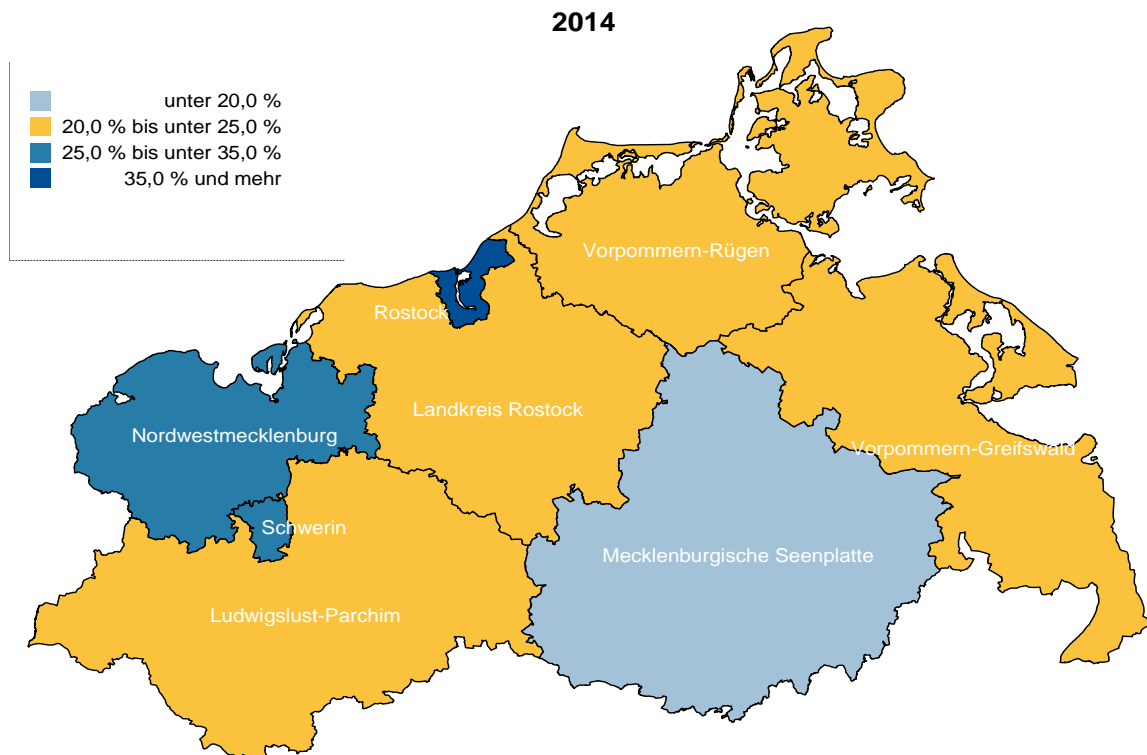 2014
unter 20,0 %
20,0 % bis unter 25,0 %
25,0 % bis unter 35,0 %
35,0 % und mehr
Vorpommern-Rügen
Rostock
Landkreis Rostock
Nordwestmecklenburg
Vorpommern-Greifswald
Schwerin
Mecklenburgische Seenplatte
Ludwigslust-Parchim